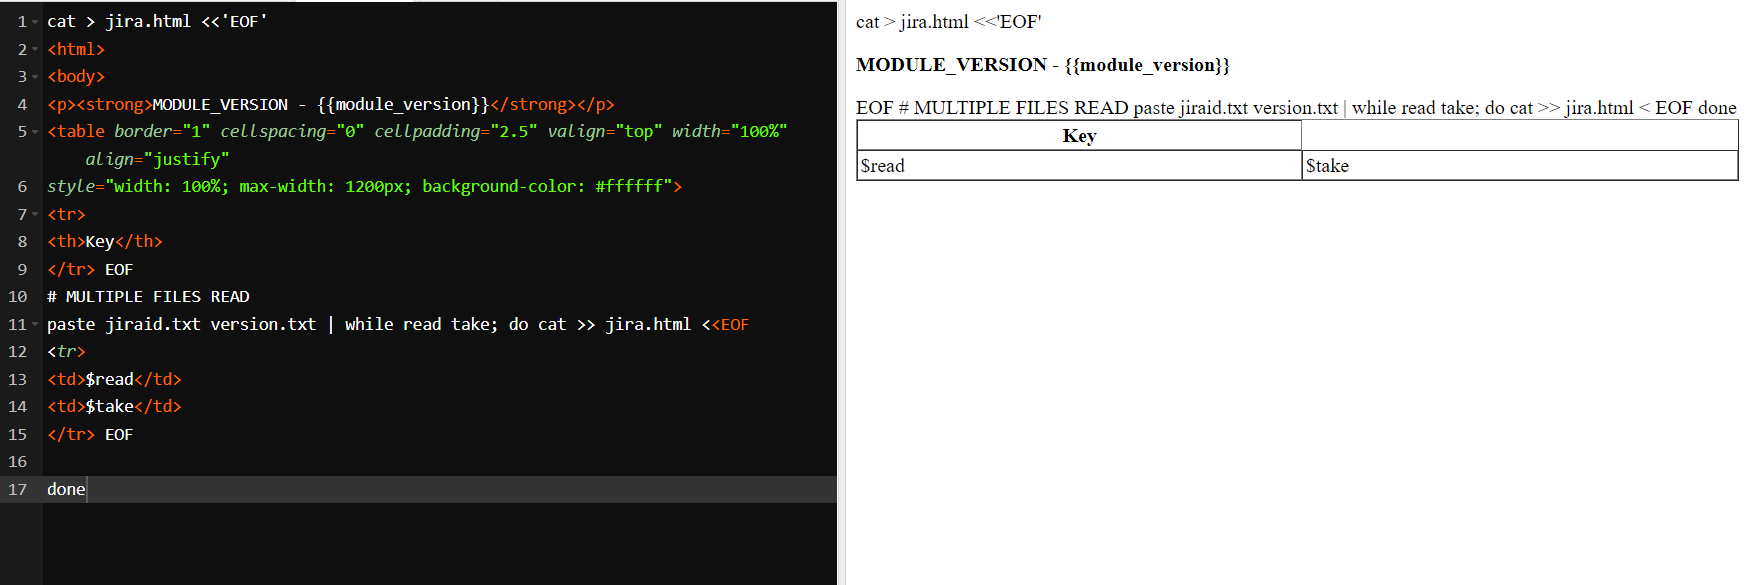 1 cat > jira.html <<'EOF'
2 <html>
3 <body>
4 <p><strong>MODULE_VERSION - {{module_version}}</strong></p>
5 <table border="1" cellspacing="0" cellpadding="2.5" valign="top" width="100%"
align="justify"
6 style="width: 100%; max-width: 1200px; background-color: #ffffff">
7 <tr>
8 <th>Key</th>
9 </tr> EOF
10 # MULTIPLE FILES READ
11 paste jiraid.txt version.txt | while read take; do cat >> jira.html <<EOF
12 <tr>
13 <td>$read</td>
14 <td>$take</td>
15 </tr> EOF
16
17 done
cat > jira.html <<'EOF'
MODULE_VERSION - {{module_version}}
EOF # MULTIPLE FILES READ paste jiraid.txt version.txt | while read take; do cat >> jira.html < EOF done
Key
$read $take